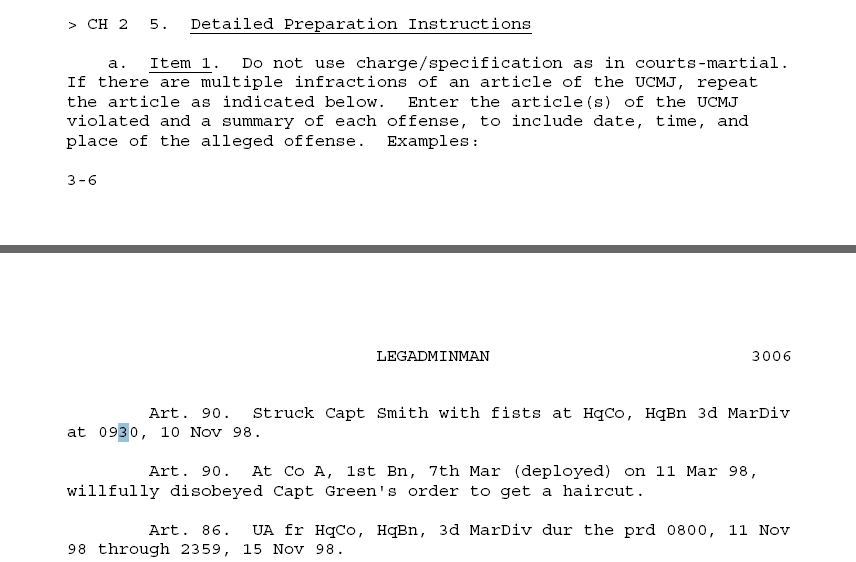 > CH 2  5.  Detailed Preparation Instructions
a.  Item 1.  Do not use charge/specification as in courts-martial.
If there are multiple infractions of an article of the UCMJ, repeat
the article as indicated below.  Enter the article(s) of the UCMJ
violated and a summary of each offense, to include date, time, and
place of the alleged offense.  Examples:
3-6
LEGADMINMAN 3006
Art. 90.  Struck Capt Smith with fists at HqCo, HqBn 3d MarDiv
at 0930, 10 Nov 98.
Art. 90.  At Co A, 1st Bn, 7th Mar (deployed) on 11 Mar 98,
willfully disobeyed Capt Green's order to get a haircut.
Art. 86.  UA fr HqCo, HqBn, 3d MarDiv dur the prd 0800, 11 Nov
98 through 2359, 15 Nov 98.